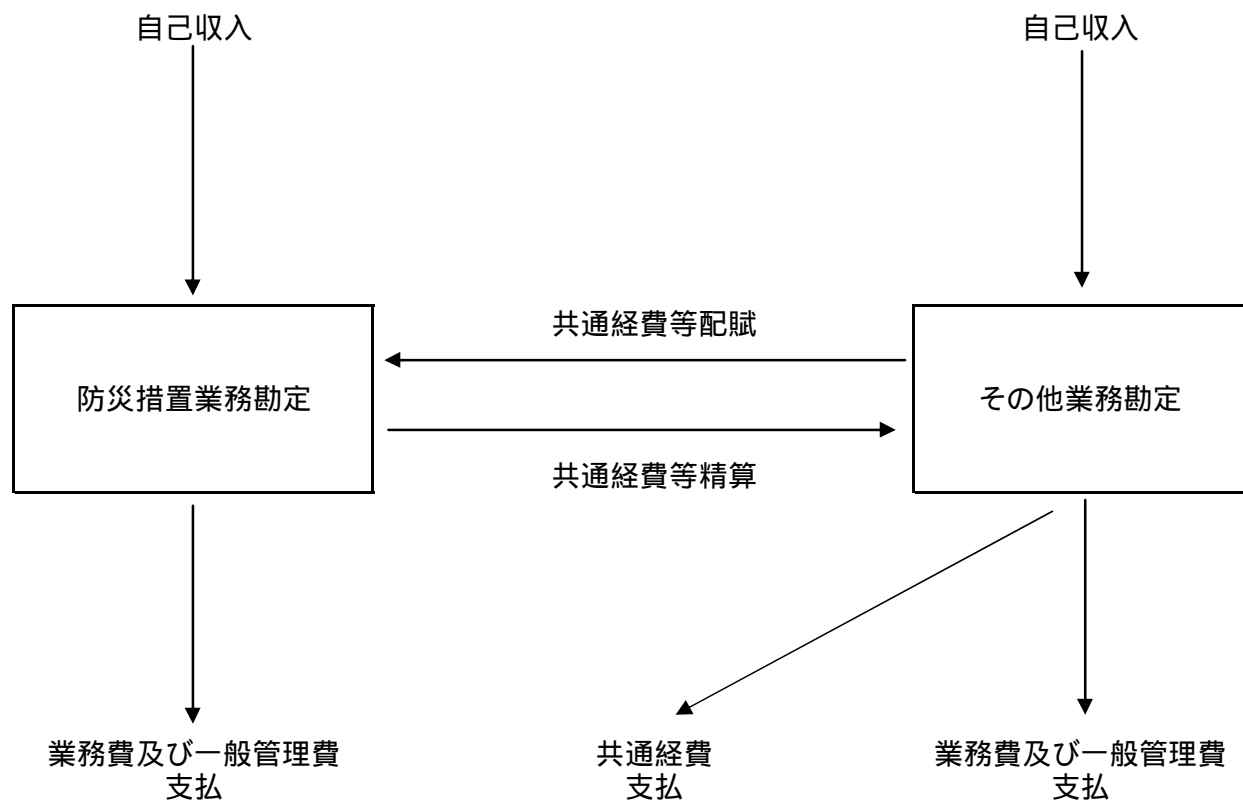 自己収入
自己収入
共通経費等配賦
防災措置業務勘定
その他業務勘定
共通経費等精算
業務費及び一般管理費
支払
共通経費
支払
業務費及び一般管理費
支払